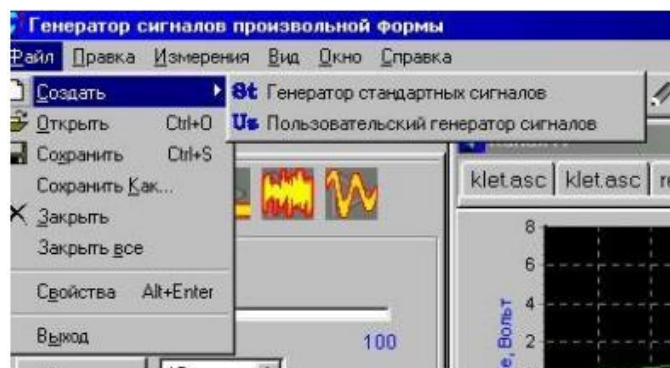 Генератор сигналов произвольной формы
Файл Правка Измерения Вид Окно Справка
Создать
St Генератор стандартных сигналов
Us Пользовательский генератор сигналов
Открыть Ctrl+O
Сохранить Ctrl+S
Сохранить Как...
Закрыть
Закрыть все
Свойства Alt+Enter
Выход
100
klet.asc klet.asc
8
6
4
2
Вольт